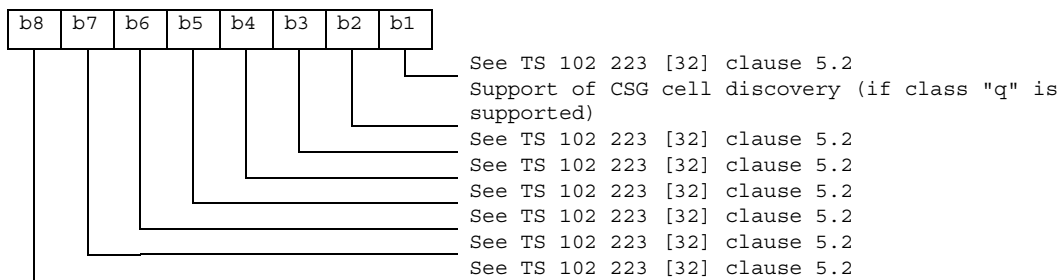 b8 b7 b6 b5 b4 b3 b2 b1
See TS 102 223 [32] clause 5.2
Support of CSG cell discovery (if class "q" is
supported)
See TS 102 223 [32] clause 5.2
See TS 102 223 [32] clause 5.2
See TS 102 223 [32] clause 5.2
See TS 102 223 [32] clause 5.2
See TS 102 223 [32] clause 5.2
See TS 102 223 [32] clause 5.2